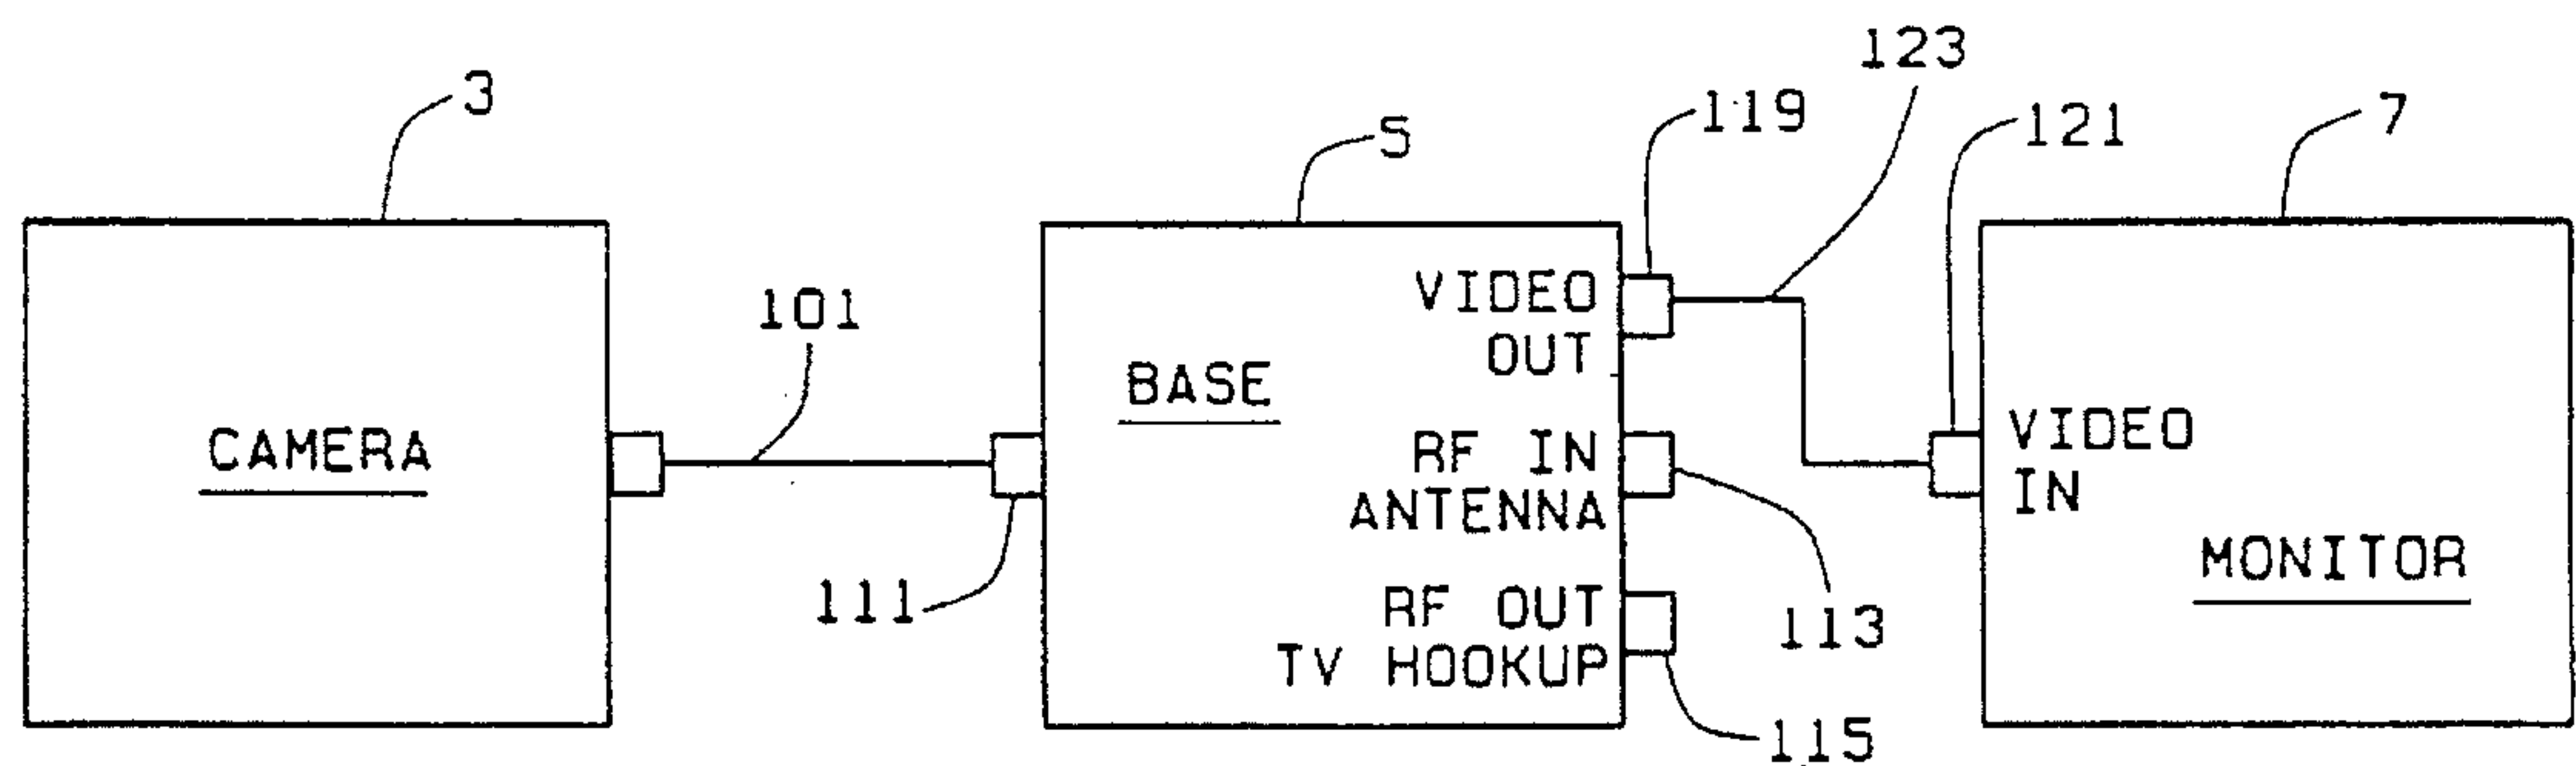 123
3
119
5
121
7
101
VIDEO
OUT
BASE
CAMERA
RF IN
ANTENNA
VIDEO
IN
MONITOR
111
RF OUT
TV HOOKUP
113
115